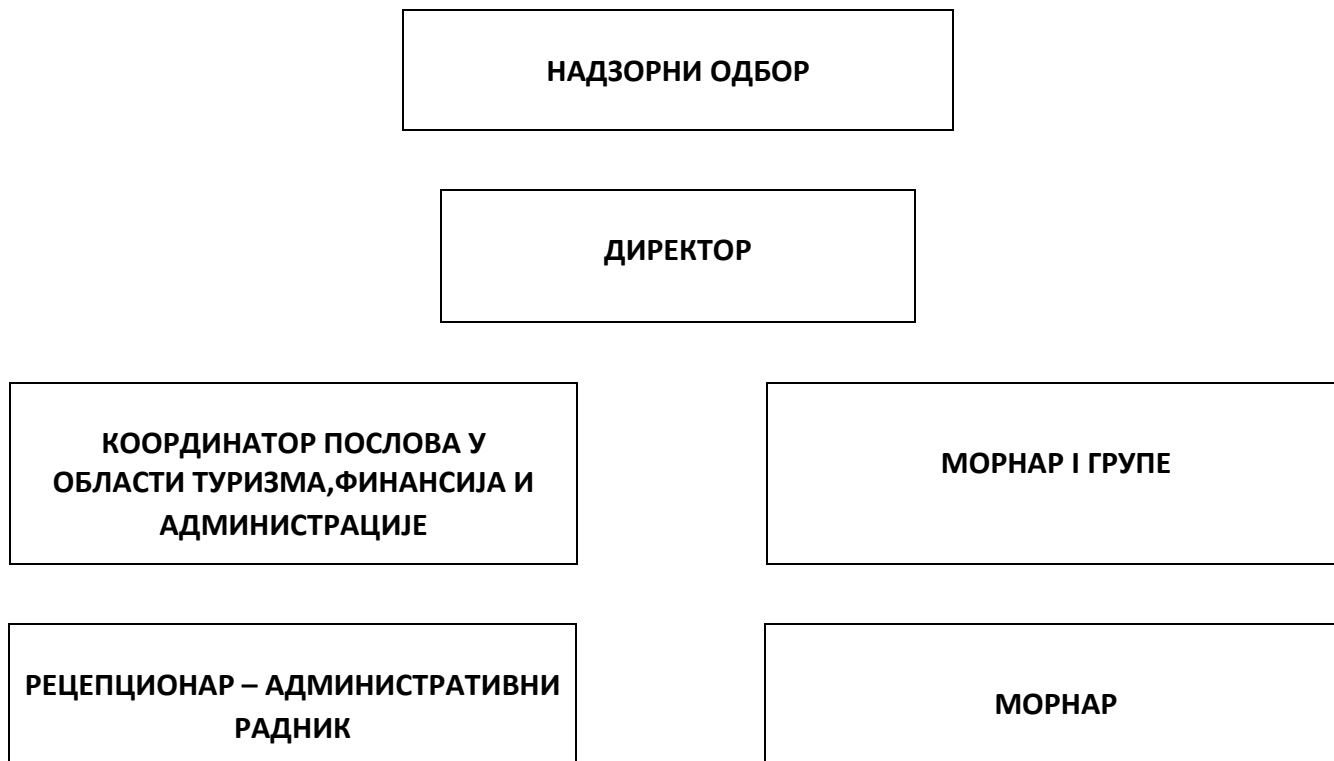 НАДЗОРНИ ОДБОР
ДИРЕКТОР
КООРДИНАТОР ПОСЛОВА У
ОБЛАСТИ ТУРИЗМА,ФИНАНСИЈА И
АДМИНИСТРАЦИЈЕ
МОРНАР I ГРУПЕ
РЕЦЕПЦИОНАР – АДМИНИСТРАТИВНИ
РАДНИК
МОРНАР